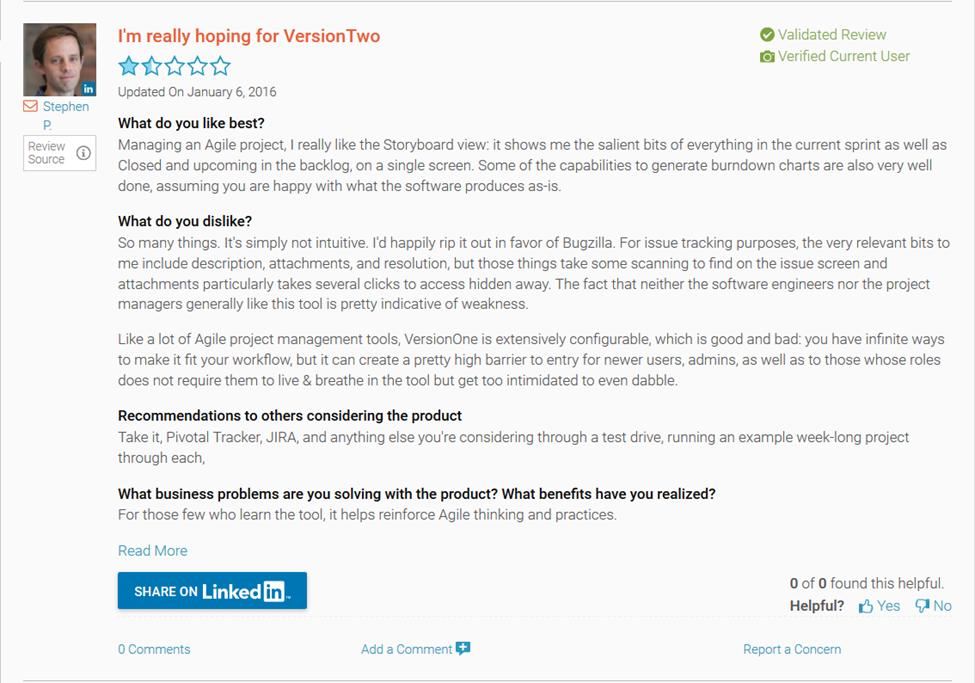 I'm really hoping for VersionTwo
Validated Review
Verified Current User
in
Updated On January 6, 2016
Stephen
P.
Review
Source
What do you like best?
Managing an Agile project, I really like the Storyboard view: it shows me the salient bits of everything in the current sprint as well as
Closed and upcoming in the backlog, on a single screen. Some of the capabilities to generate burndown charts are also very well
done, assuming you are happy with what the software produces as-is.
What do you dislike?
So many things. It's simply not intuitive. I'd happily rip it out in favor of Bugzilla. For issue tracking purposes, the very relevant bits to
me include description, attachments, and resolution, but those things take some scanning to find on the issue screen and
attachments particularly takes several clicks to access hidden away. The fact that neither the software engineers nor the project
managers generally like this tool is pretty indicative of weakness.
Like a lot of Agile project management tools, VersionOne is extensively configurable, which is good and bad: you have infinite ways
to make it fit your workflow, but it can create a pretty high barrier to entry for newer users, admins, as well as to those whose roles
does not require them to live & breathe in the tool but get too intimidated to even dabble.
Recommendations to others considering the product
Take it, Pivotal Tracker, JIRA, and anything else you're considering through a test drive, running an example week-long project
through each,
What business problems are you solving with the product? What benefits have you realized?
For those few who learn the tool, it helps reinforce Agile thinking and practices.
Read More
SHARE ON Linked in
0 of 0 found this helpful.
Helpful? Yes No
0 Comments
Add a Comment
Report a Concern